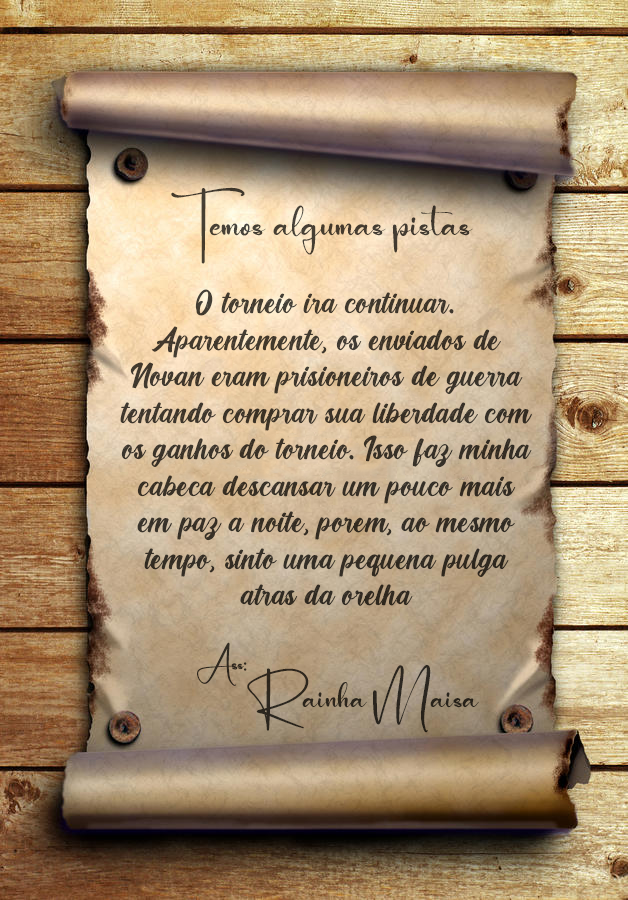 Temos algumas pistas
O torneio ira continuar.
Aparentemente, os enviados de
Novan eram prisioneiros de guerra
tentando comprar sua liberdade com
os ganhos do torneio. Isso faz minha
cabeca descansar um pouco mais
em paz a noite, porem, ao mesmo
tempo, sinto uma pequena pulga
atras da orelha
Ass:
Rainha Maisa